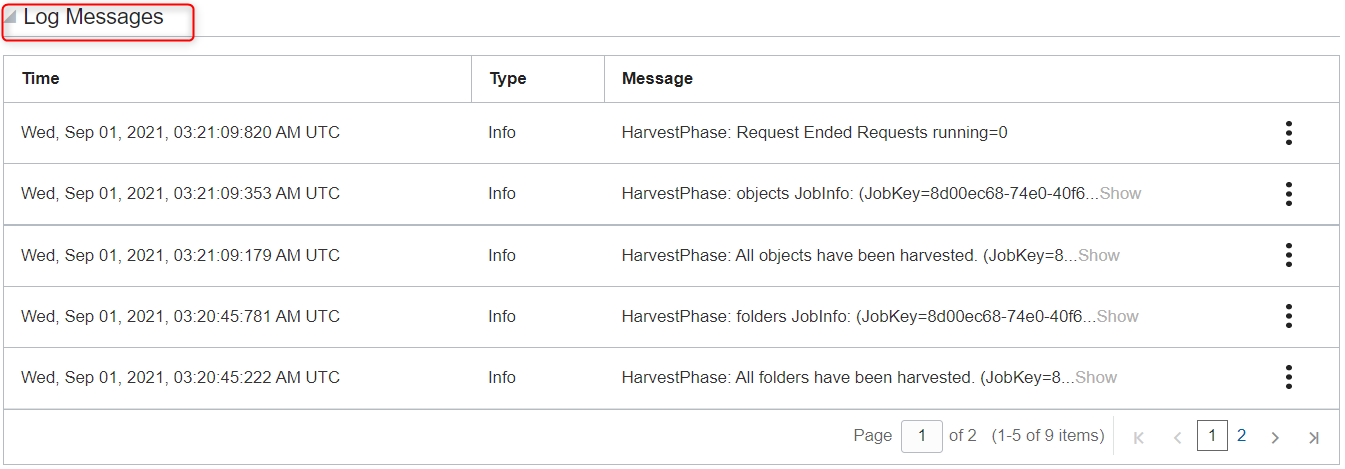 Log Messages
Time Type Message
Wed, Sep 01, 2021, 03:21:09:820 AM UTC Info HarvestPhase: Request Ended Requests running=0
Wed, Sep 01, 2021, 03:21:09:353 AM UTC Info HarvestPhase: objects JobInfo: (JobKey=8d00ec68-74e0-40f6...Show
Wed, Sep 01, 2021, 03:21:09:179 AM UTC Info HarvestPhase: All objects have been harvested. (JobKey=8...Show
Wed, Sep 01, 2021, 03:20:45:781 AM UTC Info HarvestPhase: folders JobInfo: (JobKey=8d00ec68-74e0-40f6...Show
Wed, Sep 01, 2021, 03:20:45:222 AM UTC Info HarvestPhase: All folders have been harvested. (JobKey=8...Show
Page 1 of 2 (1-5 of 9 items) 1 2